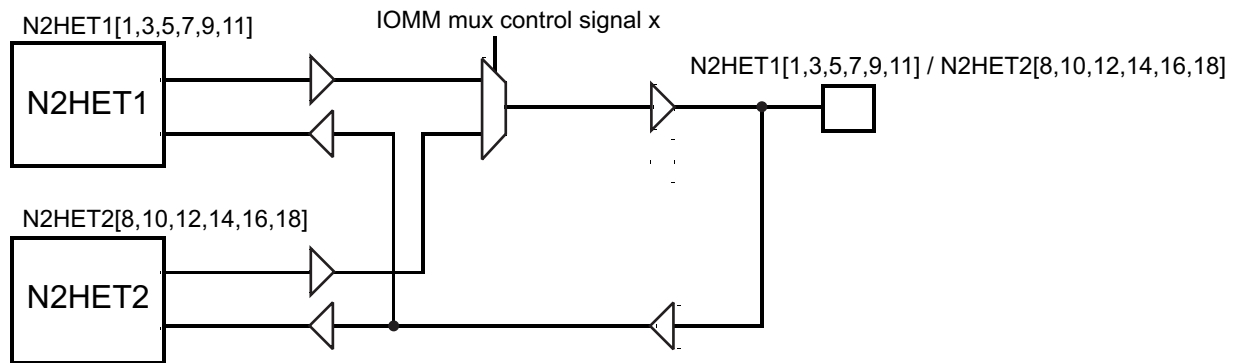 IOMM mux control signal x
N2HET1[1,3,5,7,9,11]
N2HET1[1,3,5,7,9,11] / N2HET2[8,10,12,14,16,18]
N2HET1
N2HET2[8,10,12,14,16,18]
N2HET2